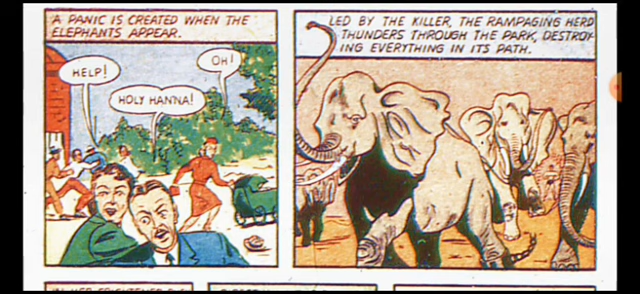 A PANIC IS CREATED WHEN THE
ELEPHANTS APPEAR.
HELP!
HOLY HANNA!
OH!
LED BY THE KILLER, THE RAMPAGING HERD
THUNDERS THROUGH THE PARK, DESTROY-
ING EVERYTHING IN ITS PATH.